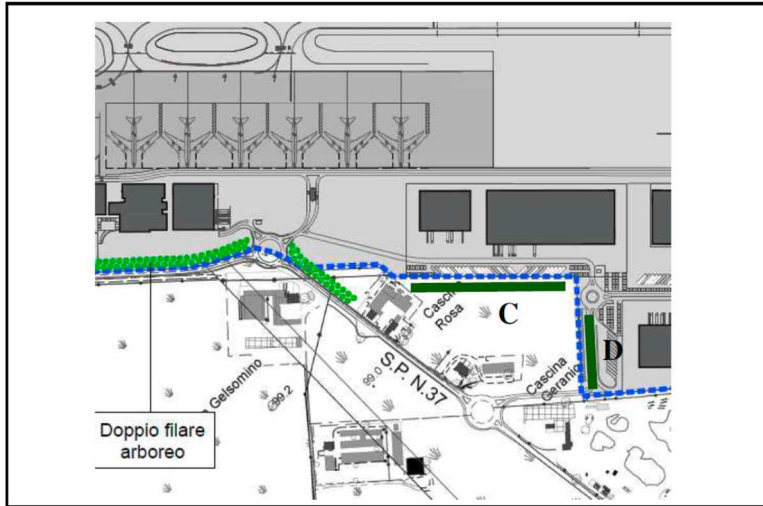 Cascina
Rosa
C
D
S.P. N.37
99.0
Gelsomino
99.2
Cascina
Geranio
Doppio filare
arboreo